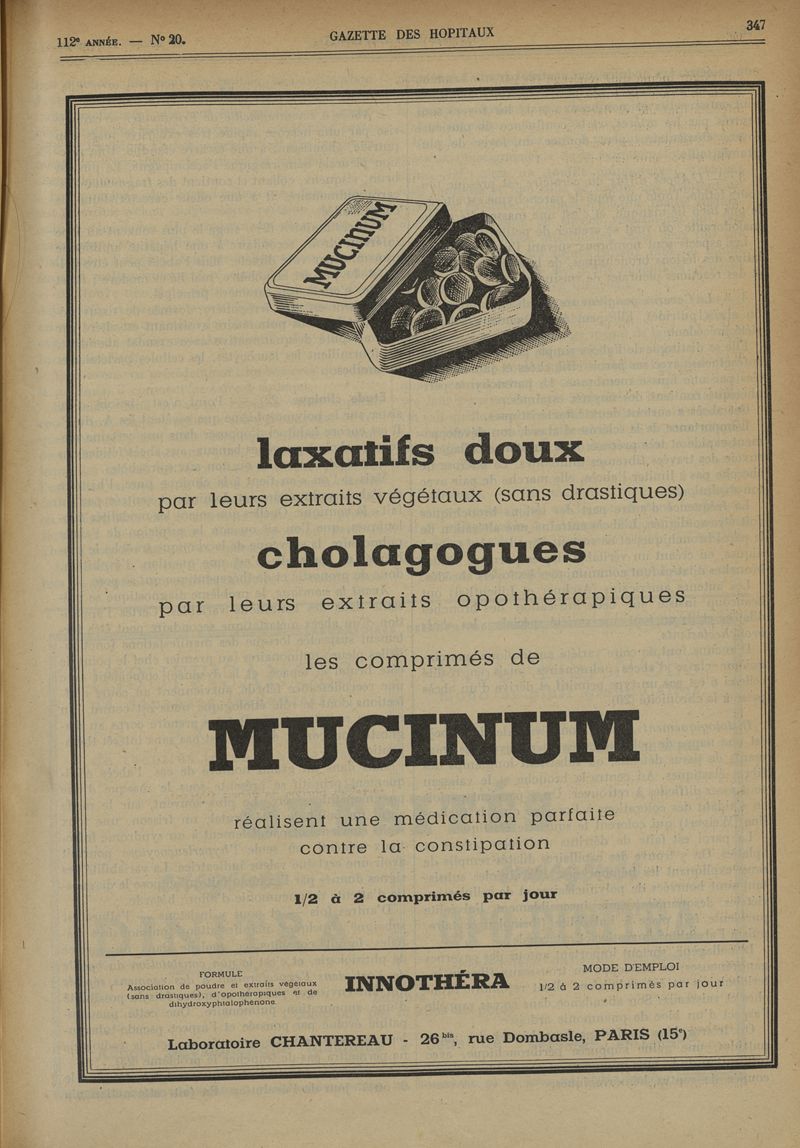 112e ANNÉE. — No 20.
GAZETTE DES HOPITAUX
347
MUCINUM
laxatifs doux
par leurs extraits végétaux (sans drastiques)
cholagogues
par leurs extraits opothérapiques
les comprimés de
MUCINUM
réalisent une médication parfaite
contre la constipation
1/2 à 2 comprimés par jour
FORMULE
Association de poudre et extraits végétaux
(sans drastiques), d'opothérapiques et de
dihydroxyphtalophénone
INNOTHÉRA
MODE D'EMPLOI
1/2 à 2 comprimés par jour
Laboratoire CHANTEREAU - 26 bis, rue Dombasle, PARIS (15e)